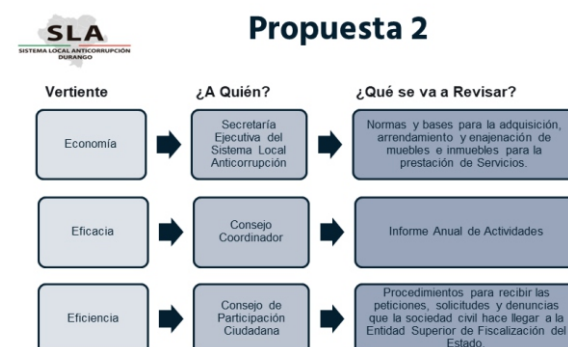 SLA
SISTEMA LOCAL ANTICORRUPCIÓN
DURANGO
Propuesta 2
Vertiente
¿A Quién?
¿Qué se va a Revisar?
Economía
Secretaría
Ejecutiva del
Sistema Local
Anticorrupción
Normas y bases para la adquisición,
arrendamiento y enajenación de
muebles e inmuebles para la
prestación de Servicios.
Eficacia
Consejo
Coordinador
Informe Anual de Actividades
Eficiencia
Consejo de
Participación
Ciudadana
Procedimientos para recibir las
peticiones, solicitudes y denuncias
que la sociedad civil hace llegar a la
Entidad Superior de Fiscalización del
Estado.